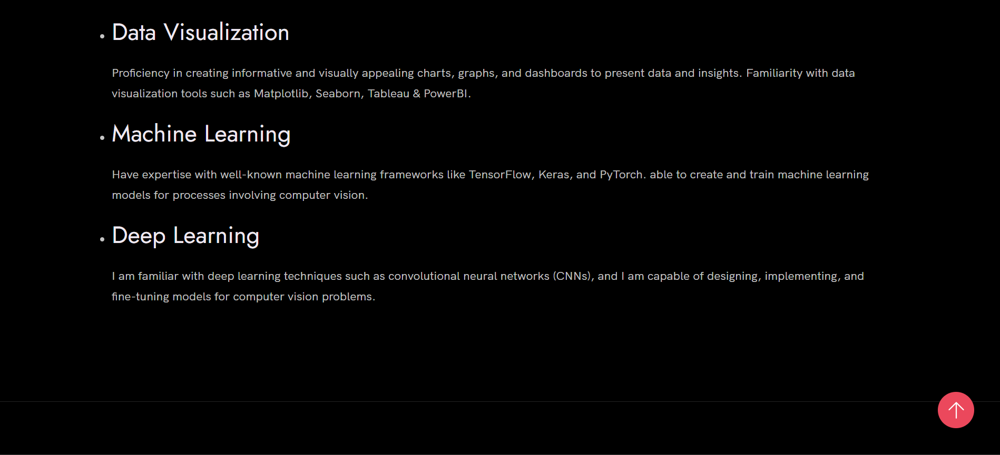 Data Visualization
Proficiency in creating informative and visually appealing charts, graphs, and dashboards to present data and insights. Familiarity with data
visualization tools such as Matplotlib, Seaborn, Tableau & PowerBI.
Machine Learning
Have expertise with well-known machine learning frameworks like TensorFlow, Keras, and PyTorch. able to create and train machine learning
models for processes involving computer vision.
Deep Learning
I am familiar with deep learning techniques such as convolutional neural networks (CNNs), and I am capable of designing, implementing, and
fine-tuning models for computer vision problems.